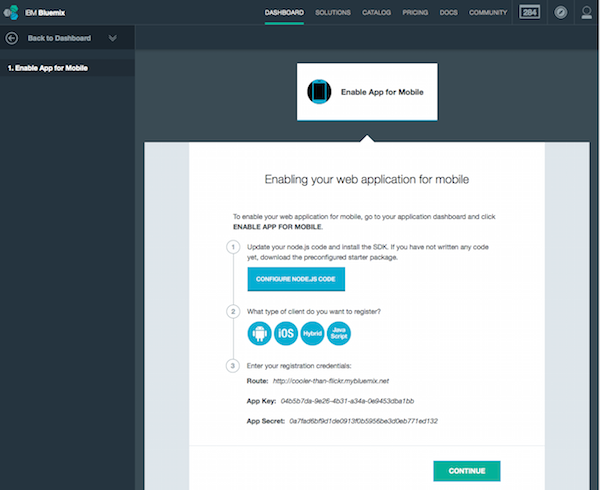 IBM Bluemix
DASHBOARD SOLUTIONS CATALOG PRICING DOCS COMMUNITY 284
Back to Dashboard
1. Enable App for Mobile
Enable App for Mobile
Enabling your web application for mobile
To enable your web application for mobile, go to your application dashboard and click
ENABLE APP FOR MOBILE.
1 Update your node.js code and install the SDK. If you have not written any code
yet, download the preconfigured starter package.
CONFIGURE NODE.JS CODE
2 What type of client do you want to register?
iOS Hybrid Java
Script
3 Enter your registration credentials:
Route: http://cooler-than-flickr.mybluemix.net
App Key: 04b5b7da-9e26-4b31-a34a-0e9453dba1bb
App Secret: 0a7fad6bf9d1de0913f0b5956be3d0eb771ed132
CONTINUE